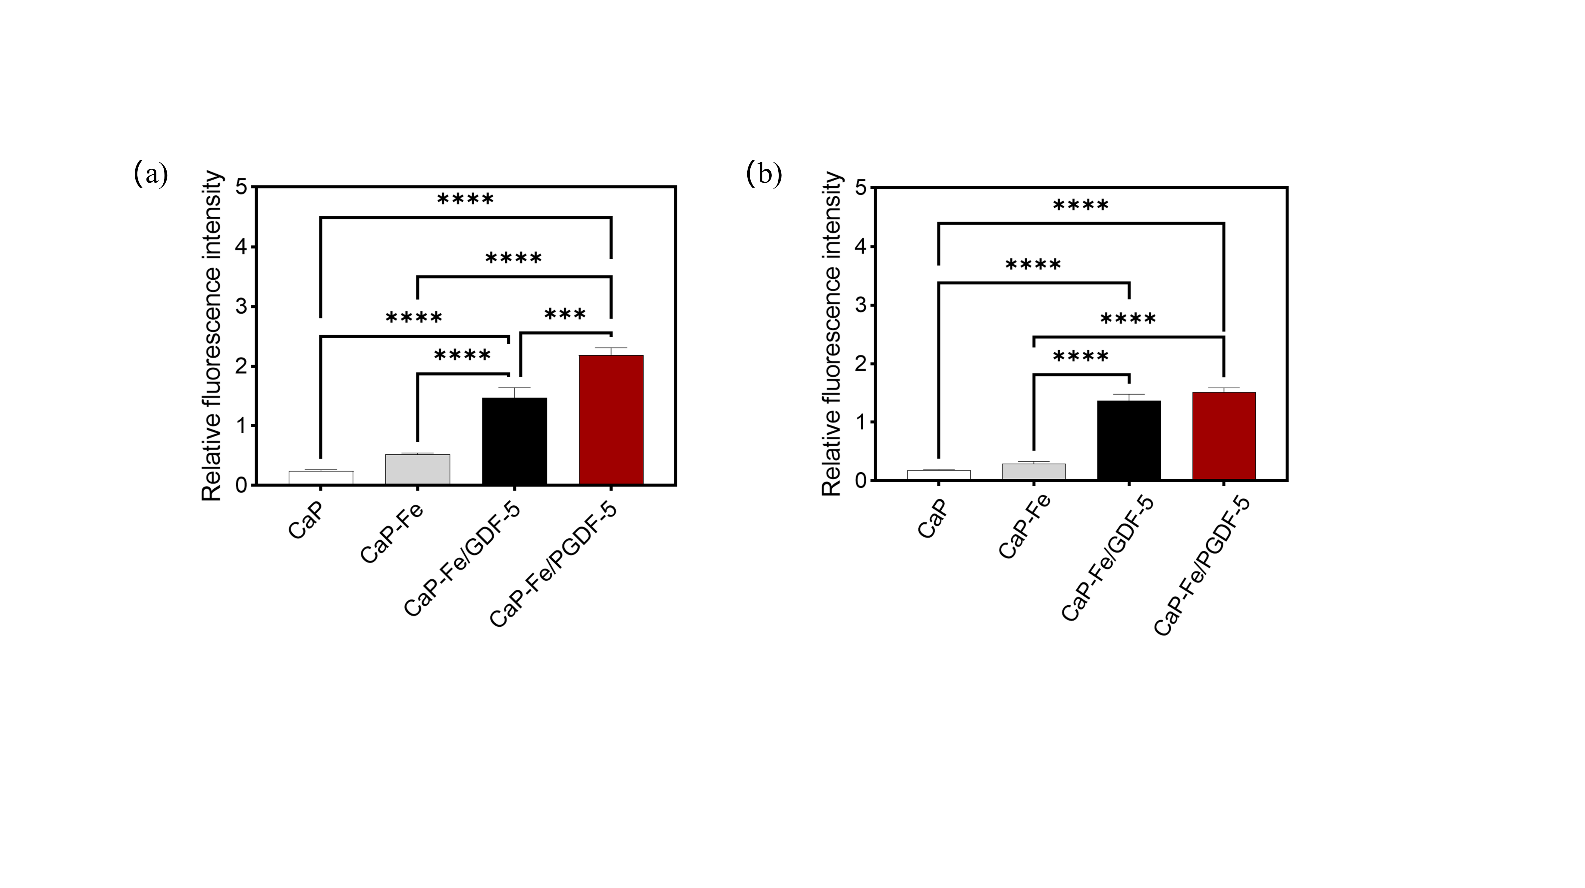 (a)
Relative fluorescence intensity
5
4
3
2
1
0
****
****
****
***
****
CaP
CaP-Fe
CaP-Fe/GDF-5
CaP-Fe/PGDF-5
(b)
Relative fluorescence intensity
5
4
3
2
1
0
****
****
****
****
CaP
CaP-Fe
CaP-Fe/GDF-5
CaP-Fe/PGDF-5